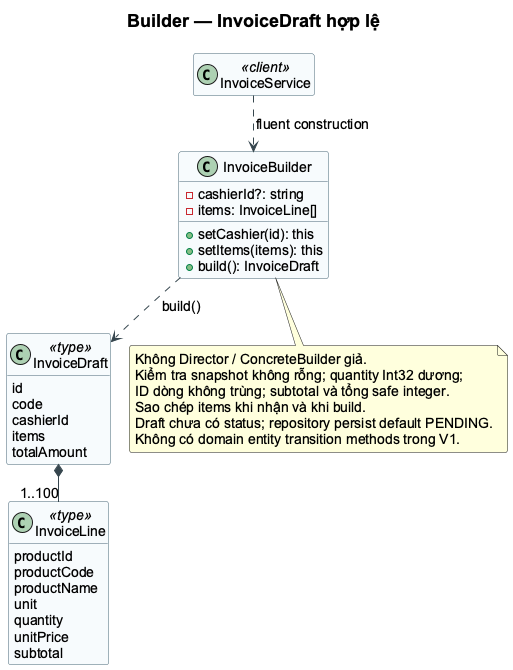 Builder — InvoiceDraft hợp lệ
C
«client»
InvoiceService
fluent construction
C
InvoiceBuilder
cashierId?: string
items: InvoiceLine[]
setCashier(id): this
setItems(items): this
build(): InvoiceDraft
build()
C
«type»
InvoiceDraft
id
code
cashierId
items
totalAmount
Không Director / ConcreteBuilder giả.
Kiểm tra snapshot không rỗng; quantity Int32 dương;
ID dòng không trùng; subtotal và tổng safe integer.
Sao chép items khi nhận và khi build.
Draft chưa có status; repository persist default PENDING.
Không có domain entity transition methods trong V1.
1..100
C
«type»
InvoiceLine
productId
productCode
productName
unit
quantity
unitPrice
subtotal